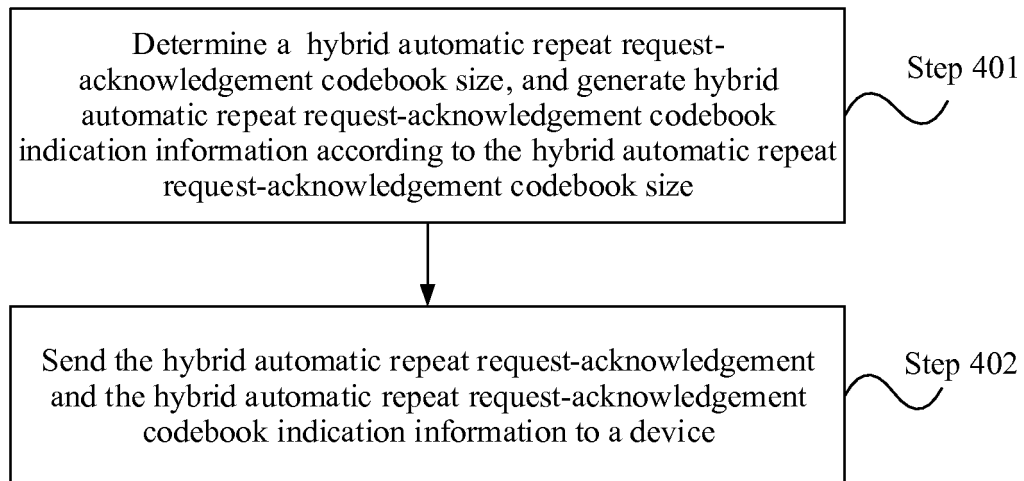 Determine a hybrid automatic repeat request-
acknowledgement codebook size, and generate hybrid
automatic repeat request-acknowledgement codebook
indication information according to the hybrid automatic repeat
request-acknowledgement codebook size
Step 401
Send the hybrid automatic repeat request-acknowledgement
and the hybrid automatic repeat request-acknowledgement
codebook indication information to a device
Step 402